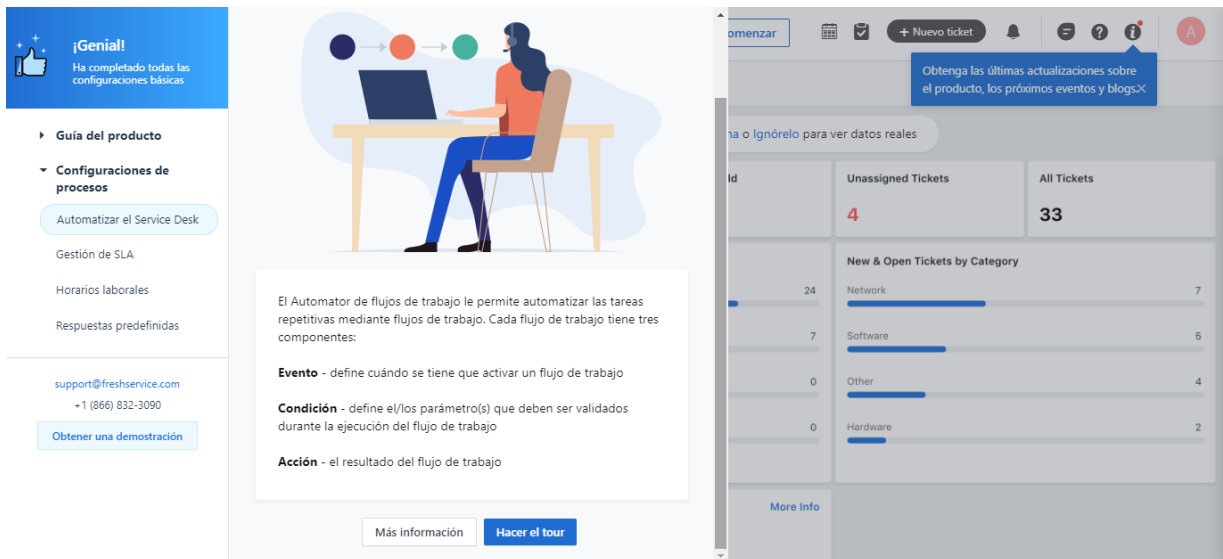 ¡Genial!
Ha completado todas las
configuraciones básicas
Guía del producto
Configuraciones de
procesos
Automatizar el Service Desk
Gestión de SLA
Horarios laborales
Respuestas predefinidas
support@freshservice.com
+1 (866) 832-3090
Obtener una demostración
El Automator de flujos de trabajo le permite automatizar las tareas
repetitivas mediante flujos de trabajo. Cada flujo de trabajo tiene tres
componentes:
Evento - define cuándo se tiene que activar un flujo de trabajo
Condición - define el/los parámetro(s) que deben ser validados
durante la ejecución del flujo de trabajo
Acción - el resultado del flujo de trabajo
Más información
Hacer el tour
omenzar
+ Nuevo ticket
A
Obtenga las últimas actualizaciones sobre
el producto, los próximos eventos y blogs.
na o Ignórelo para ver datos reales
ld
Unassigned Tickets
4
All Tickets
33
24
7
0
0
New & Open Tickets by Category
Network 7
Software 5
Other 4
Hardware 2
More Info